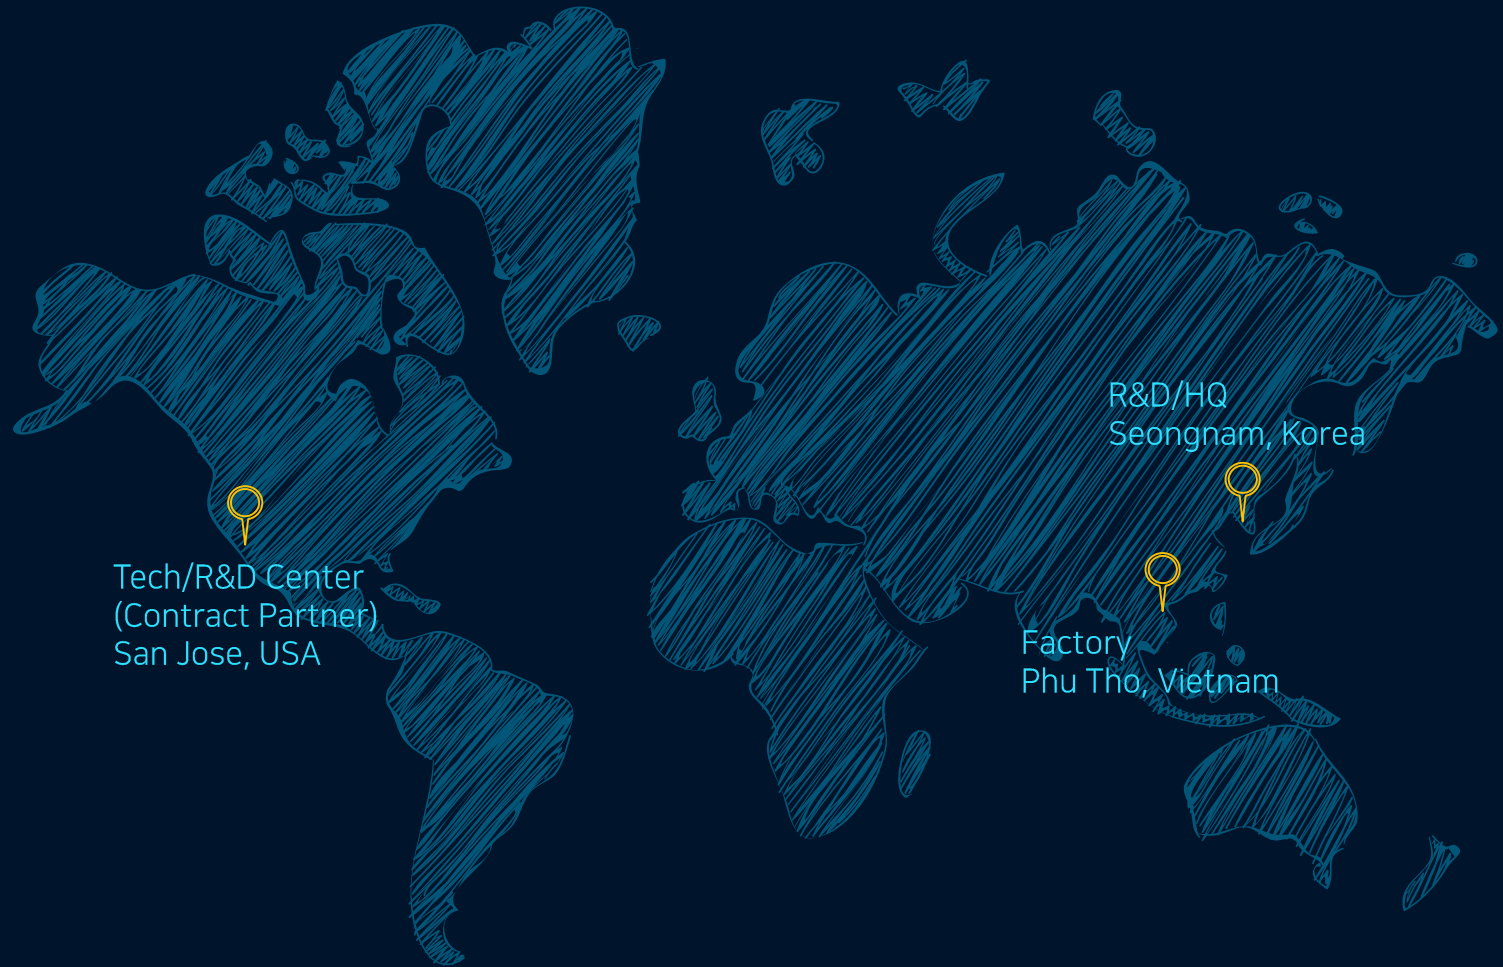 R&D/HQ
Seongnam, Korea
Tech/R&D Center
(Contract Partner)
San Jose, USA
Factory
Phu Tho, Vietnam